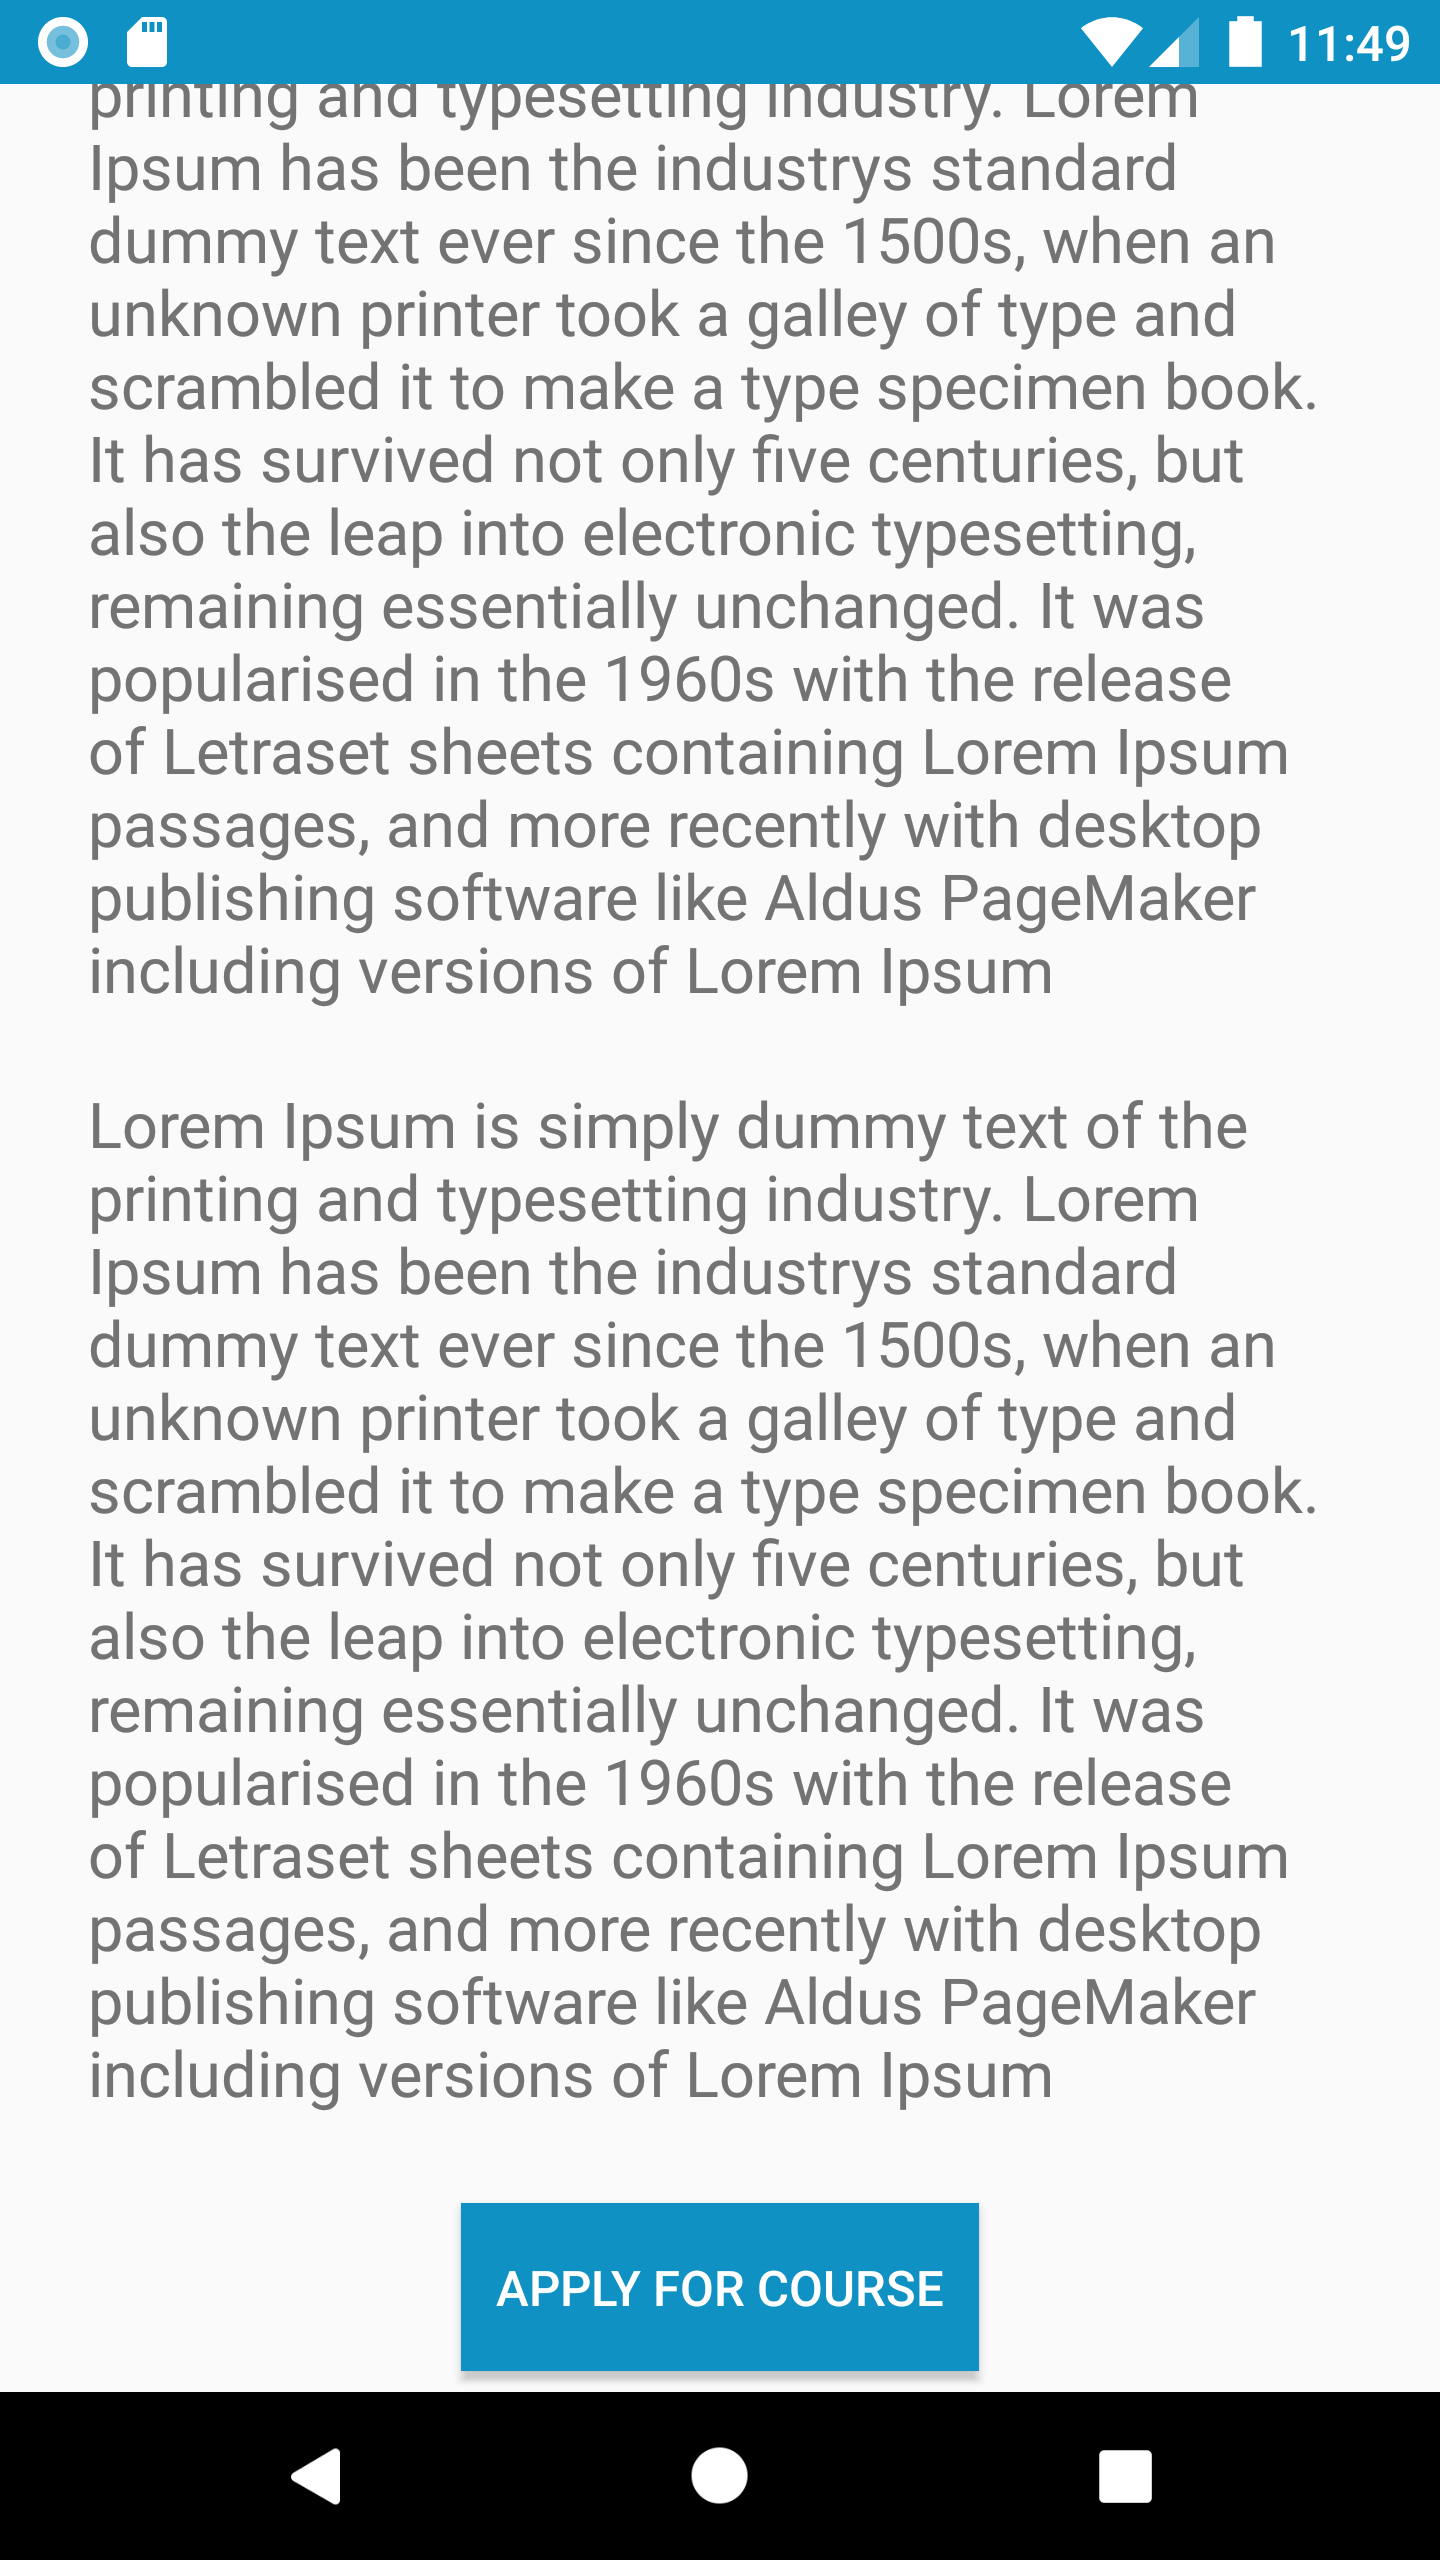 11:49
printing and typesetting industry. Lorem
Ipsum has been the industrys standard
dummy text ever since the 1500s, when an
unknown printer took a galley of type and
scrambled it to make a type specimen book.
It has survived not only five centuries, but
also the leap into electronic typesetting,
remaining essentially unchanged. It was
popularised in the 1960s with the release
of Letraset sheets containing Lorem Ipsum
passages, and more recently with desktop
publishing software like Aldus PageMaker
including versions of Lorem Ipsum
Lorem Ipsum is simply dummy text of the
printing and typesetting industry. Lorem
Ipsum has been the industrys standard
dummy text ever since the 1500s, when an
unknown printer took a galley of type and
scrambled it to make a type specimen book.
It has survived not only five centuries, but
also the leap into electronic typesetting,
remaining essentially unchanged. It was
popularised in the 1960s with the release
of Letraset sheets containing Lorem Ipsum
passages, and more recently with desktop
publishing software like Aldus PageMaker
including versions of Lorem Ipsum
APPLY FOR COURSE